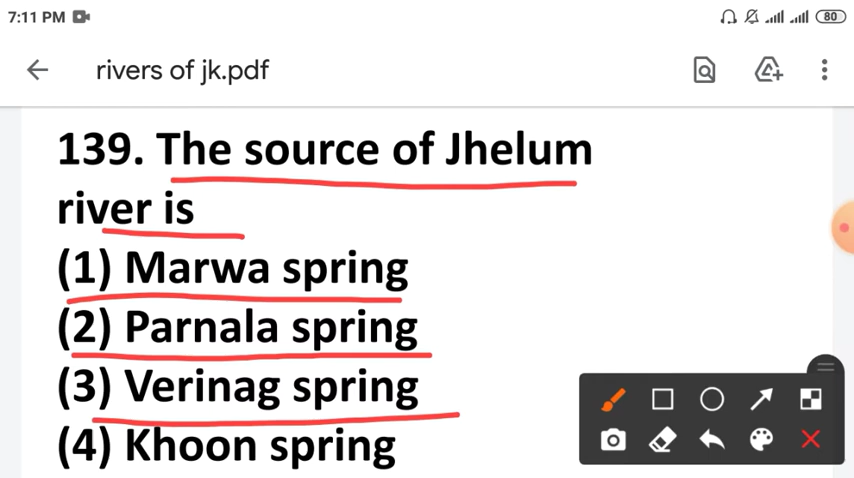 7:11 PM 80
rivers of jk.pdf
139. The source of Jhelum
river is
(1) Marwa spring
(2) Parnala spring
(3) Verinag spring
(4) Khoon spring